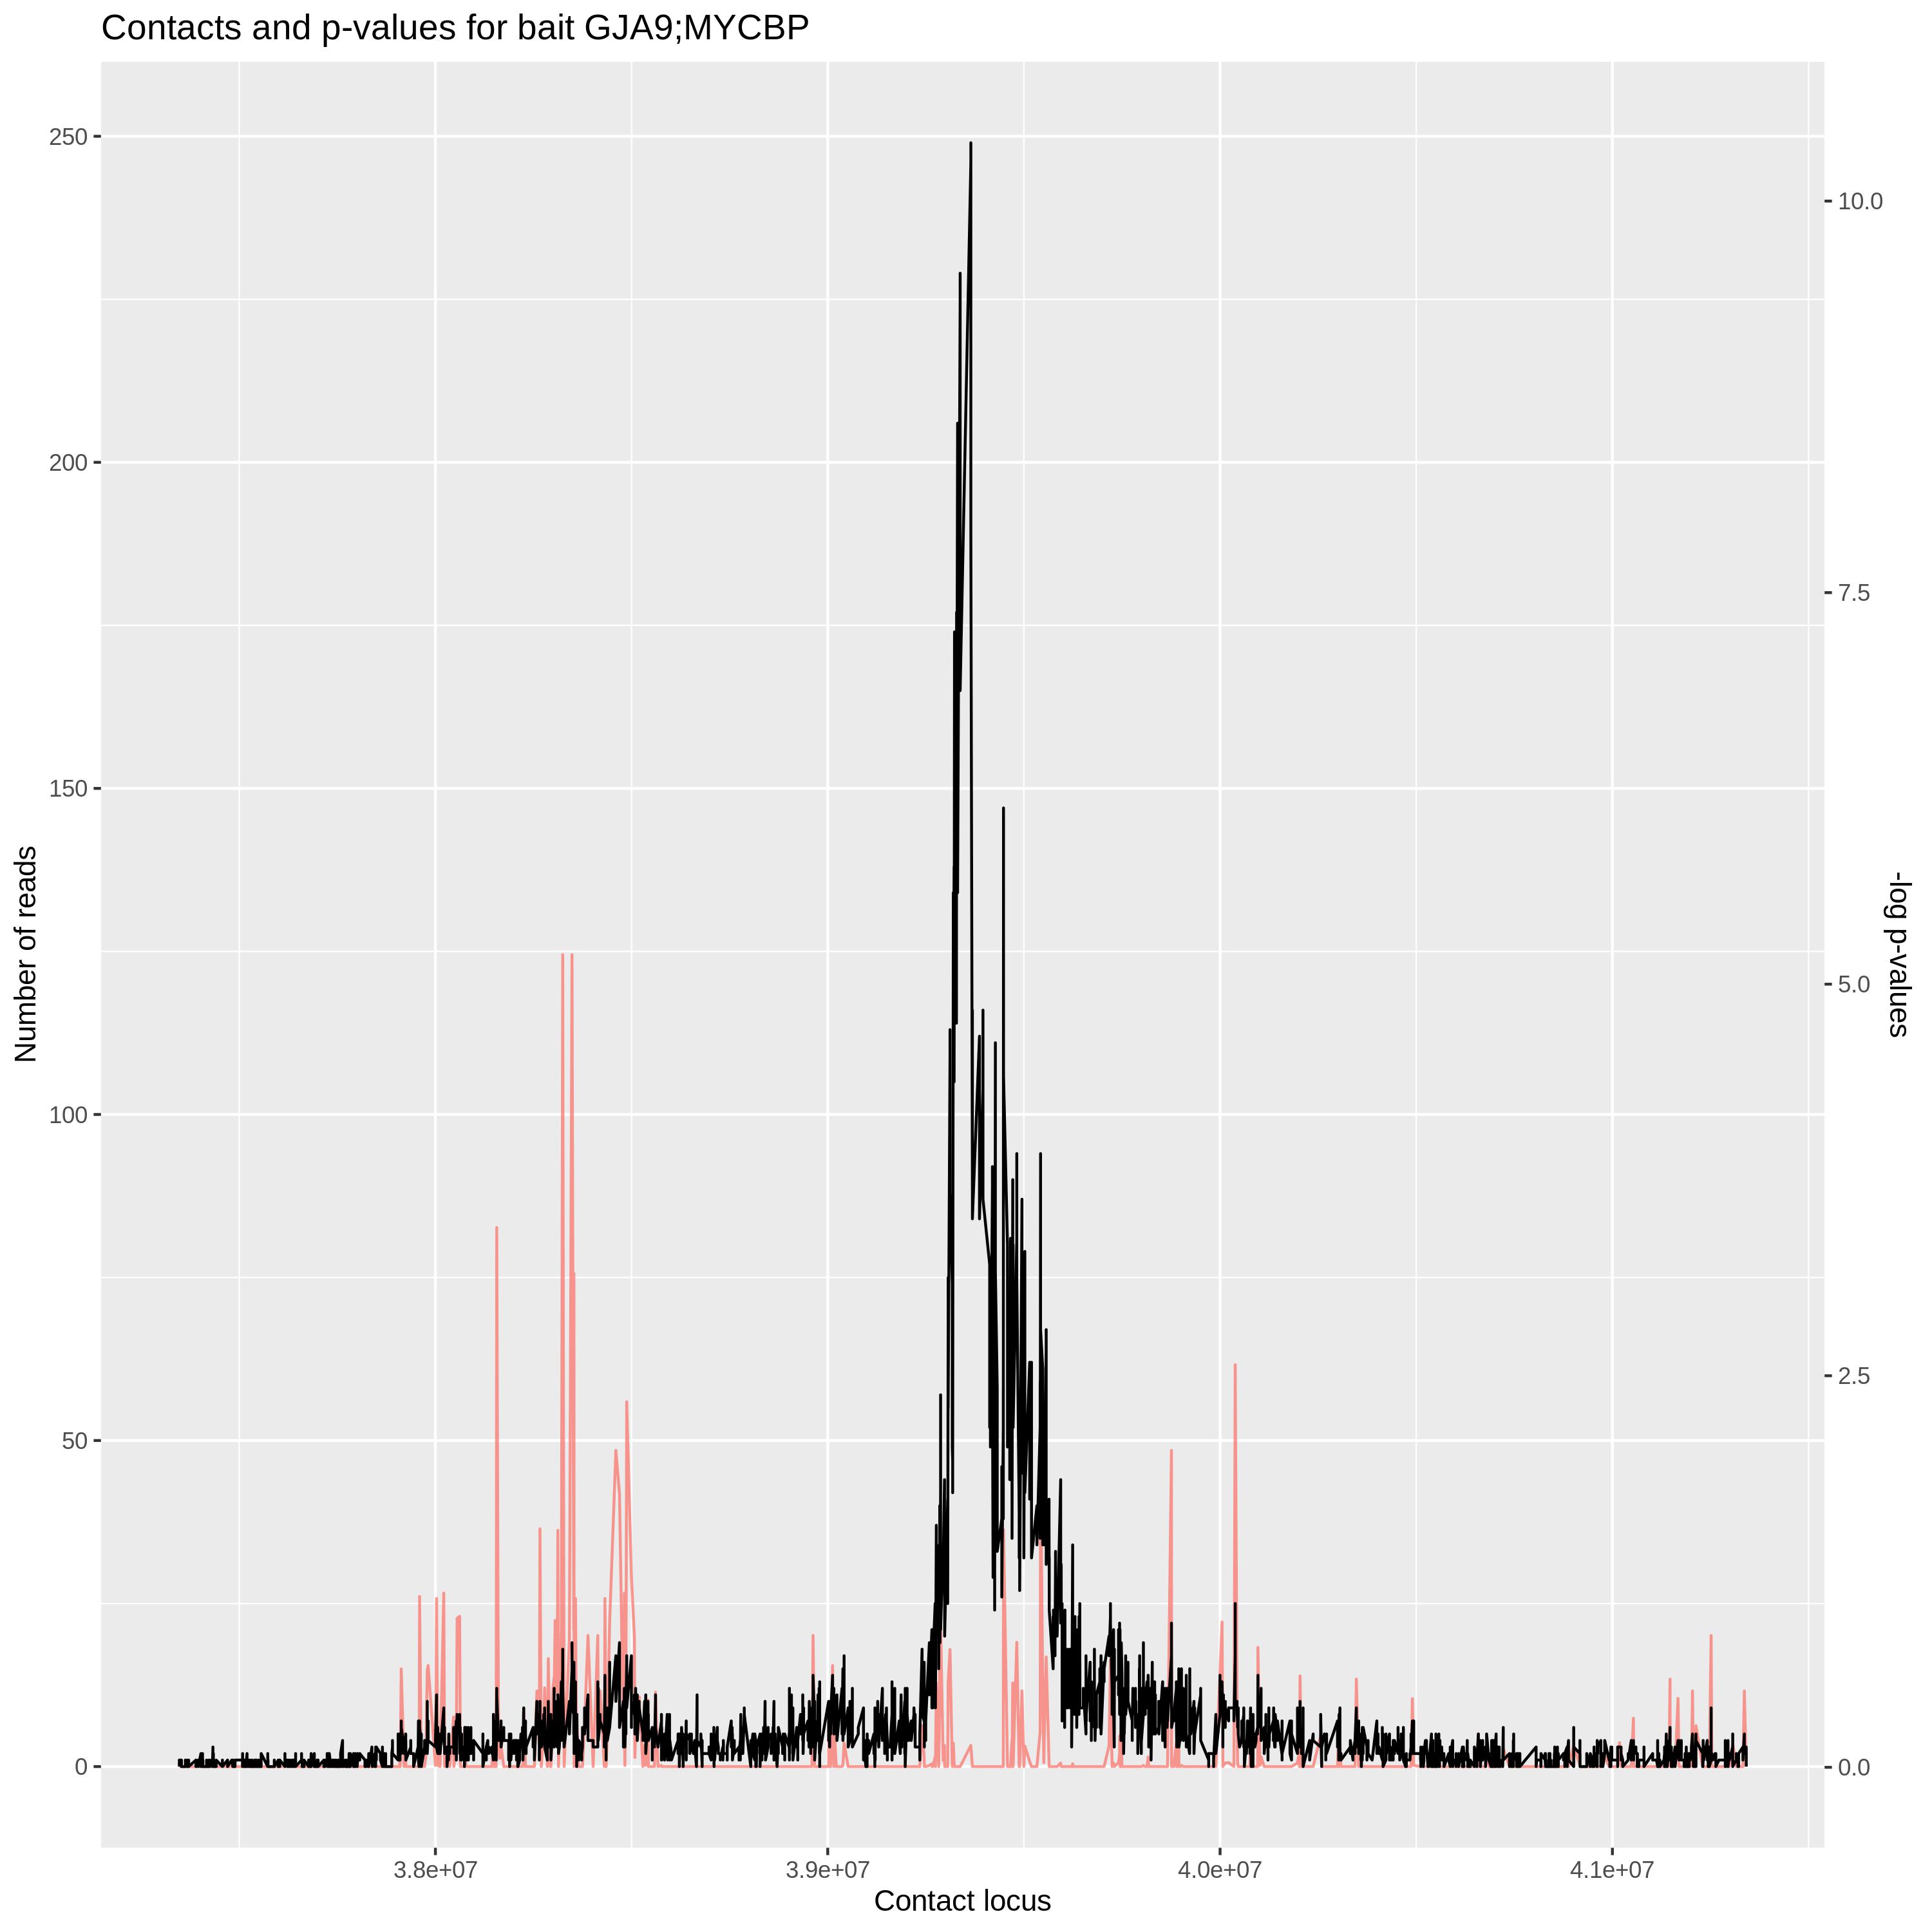 Contacts and p-values for bait GJA9;MYCBP
250
200
150
100
50
0
Number of reads
10.0
7.5
5.0
2.5
0.0
-log p-values
3.8e+07
3.9e+07
4.0e+07
4.1e+07
Contact locus